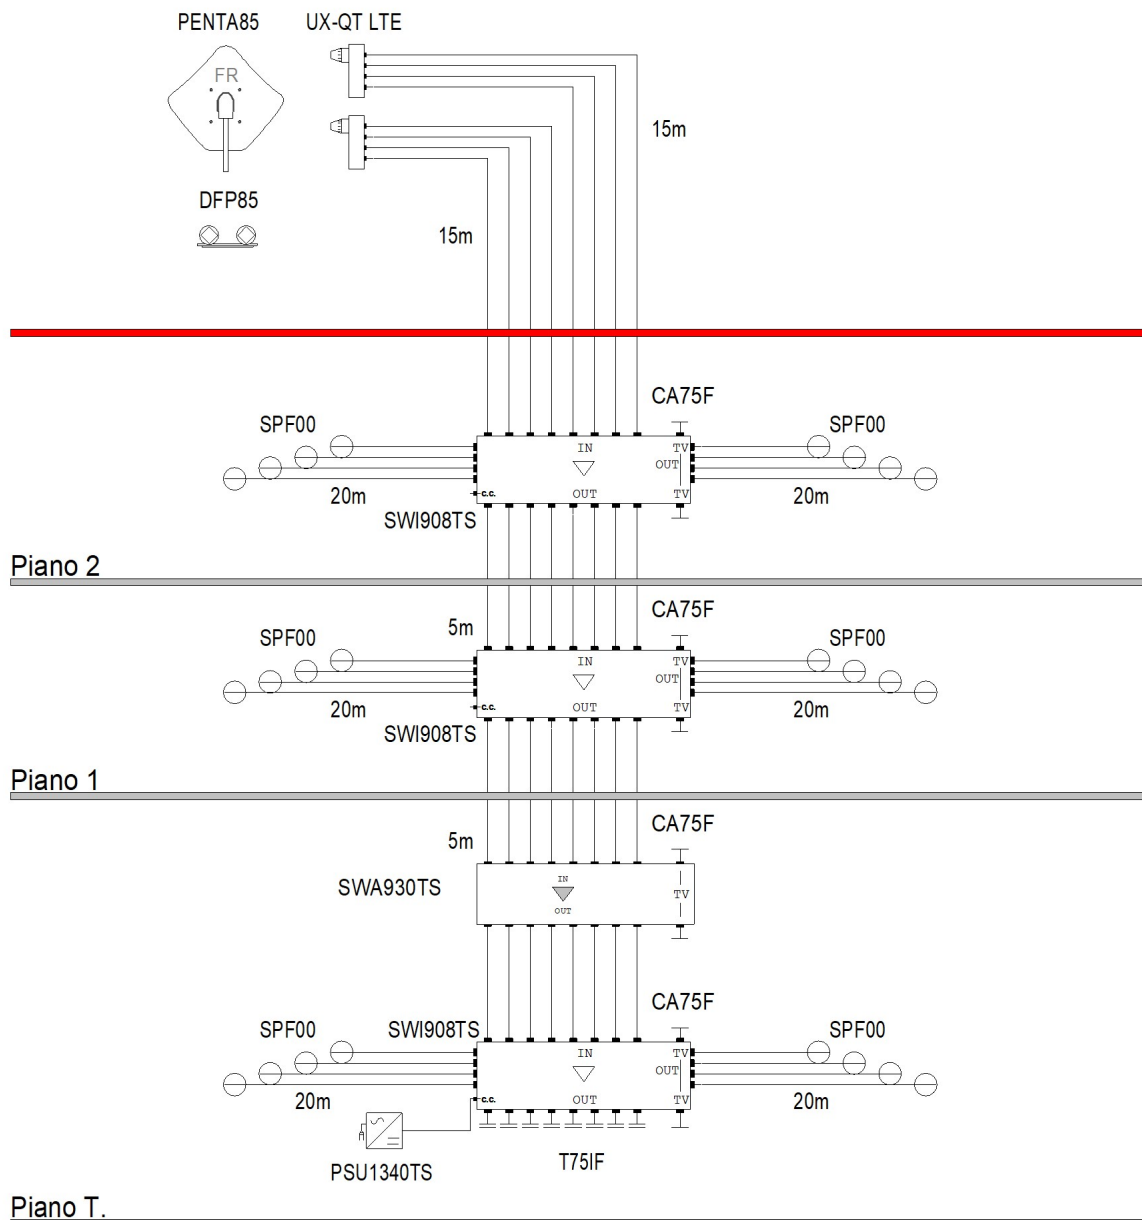 PENTA85 UX-QT LTE
FR
15m
DFP85
15m
CA75F
SPF00 SPF00
IN TV
OUT
20m c.c. OUT TV 20m
SWI908TS
Piano 2
5m CA75F
SPF00 SPF00
IN TV
OUT
20m c.c. OUT TV 20m
SWI908TS
Piano 1
5m CA75F
SWA930TS IN
TV
OUT
CA75F
SPF00 SWI908TS SPF00
IN TV
OUT
20m c.c. OUT TV 20m
PSU1340TS T75IF
Piano T.